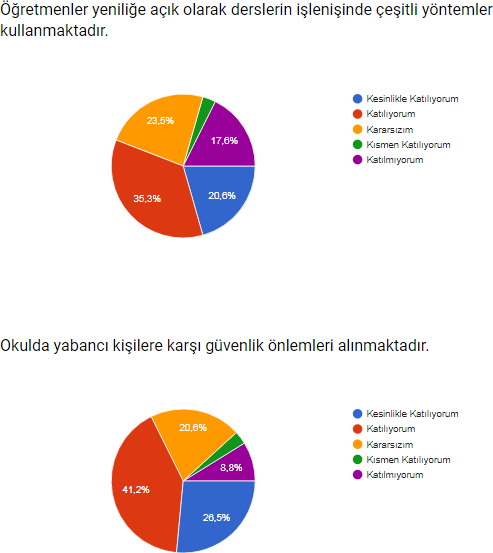 Öğretmenler yeniliğe açık olarak derslerin işlenişinde çeşitli yöntemler
kullanmaktadır.
Kesinlikle Katılıyorum
Katılıyorum
Kararsızım
Kısmen Katılıyorum
Katılmıyorum
23,5%
17,6%
35,3%
20,6%
Okulda yabancı kişilere karşı güvenlik önlemleri alınmaktadır.
Kesinlikle Katılıyorum
Katılıyorum
Kararsızım
Kısmen Katılıyorum
Katılmıyorum
20,6%
8,8%
41,2%
26,5%